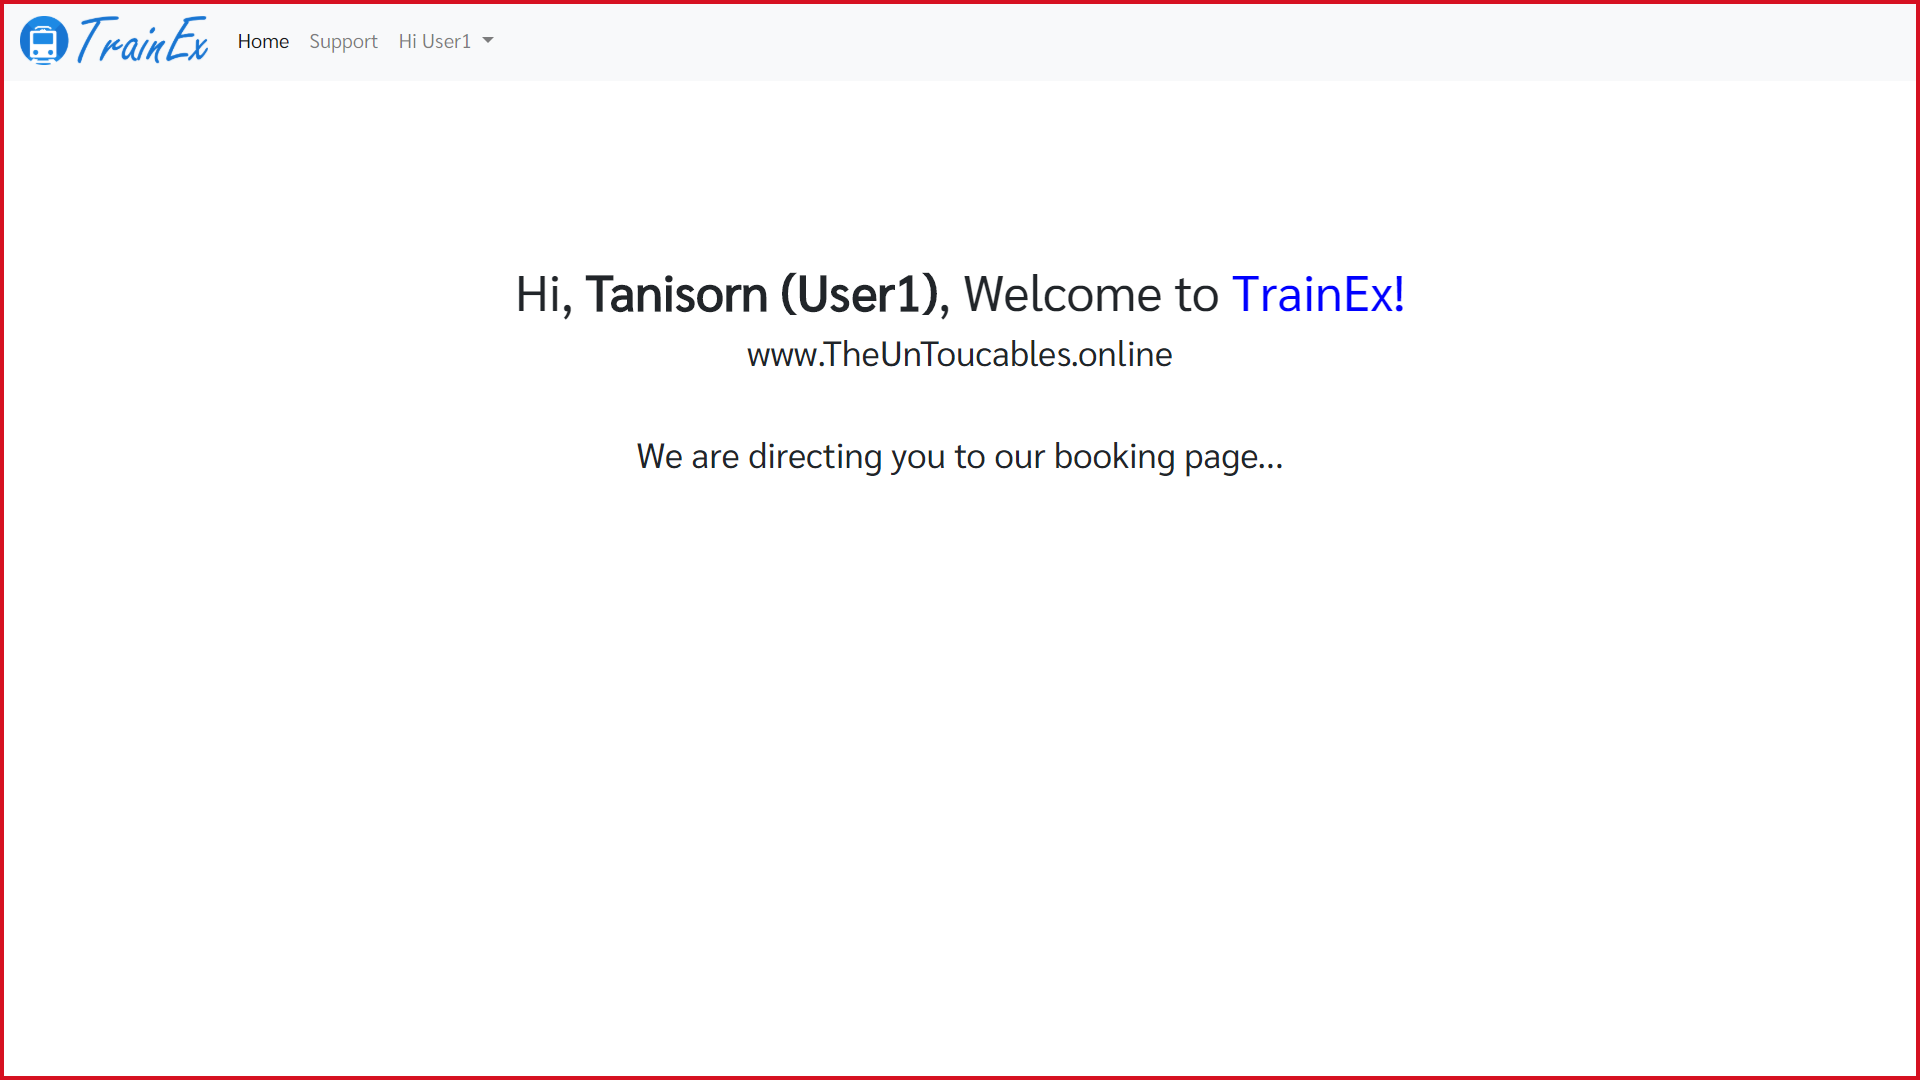 TrainEx Home Support Hi User1
Hi, Tanisorn (User1), Welcome to TrainEx!
www.TheUnToucables.online
We are directing you to our booking page...